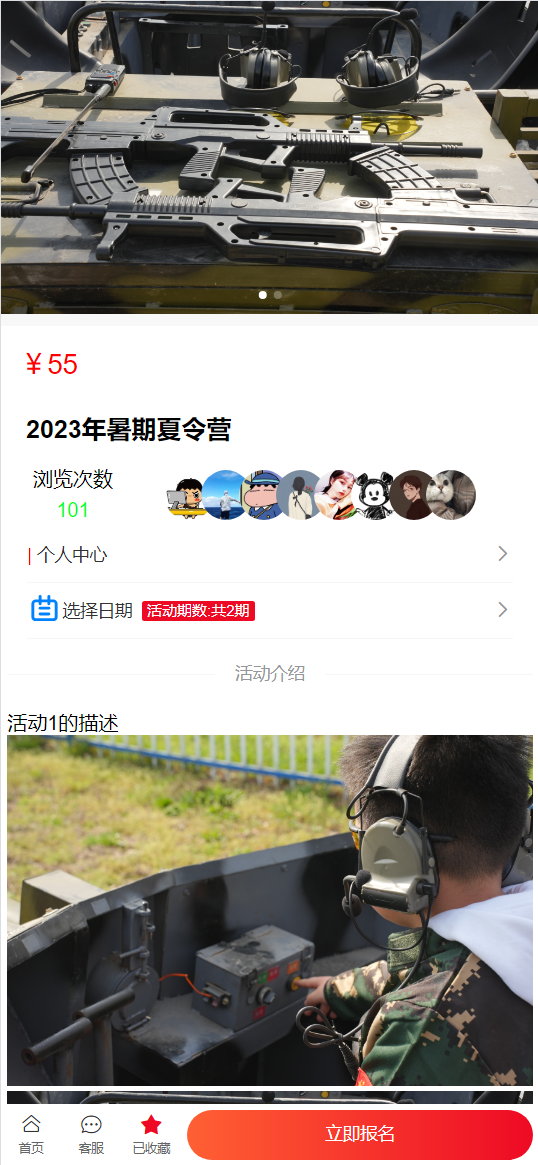 ¥ 55
2023年暑期夏令营
浏览次数
101
| 个人中心
选择日期 活动期数:共2期
活动介绍
活动1的描述
首页 客服 已收藏 立即报名